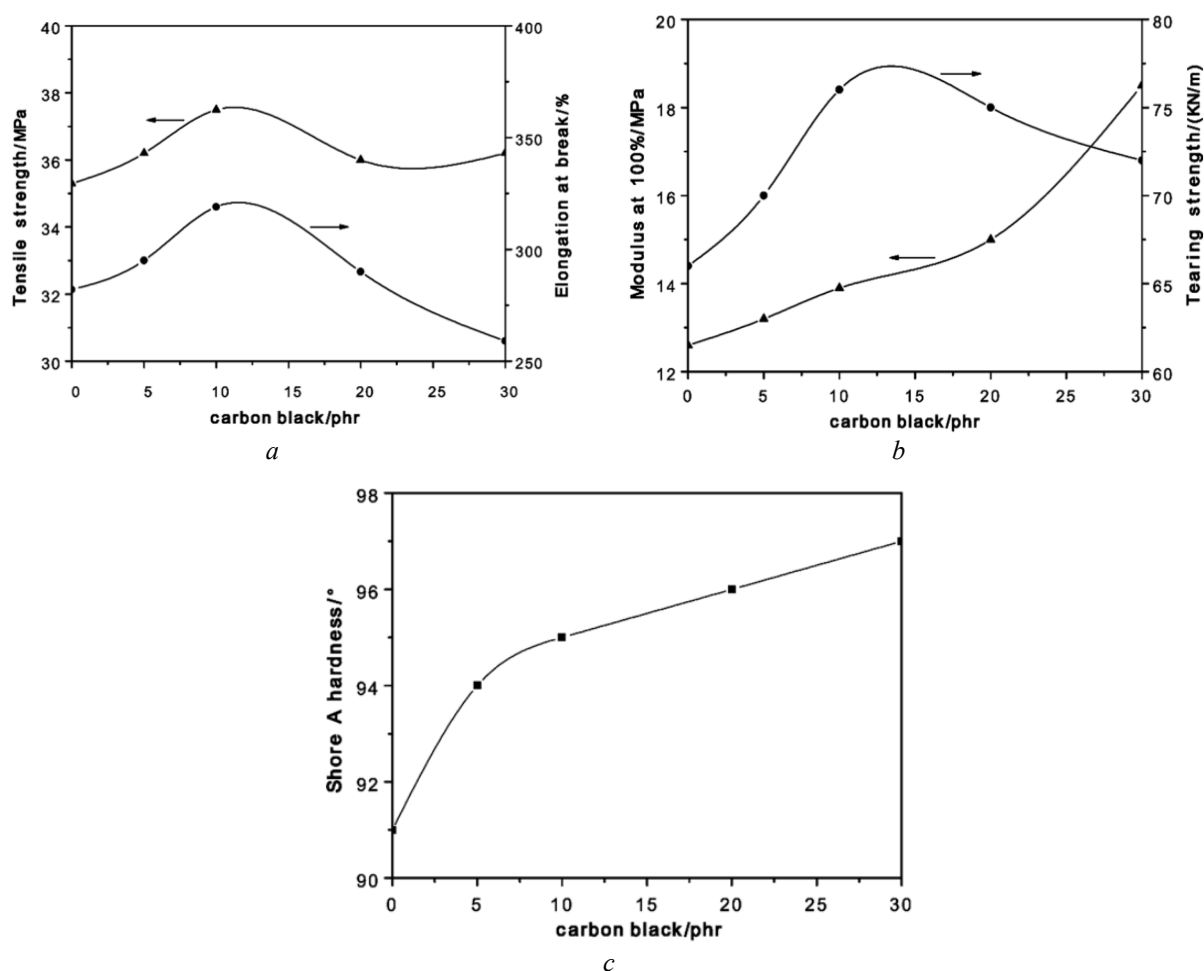 Tensile strength/MPa
40
38
36
34
32
30
400
350
300
250
Elongation at break/%
0 5 10 15 20 25 30
carbon black/phr
a
Modulus at 100%/MPa
20
18
16
14
12
80
75
70
65
60
Tearing strength/(KN/m)
0 5 10 15 20 25 30
carbon black/phr
b
Shore A hardness/°
98
96
94
92
90
0 5 10 15 20 25 30
carbon black/phr
c